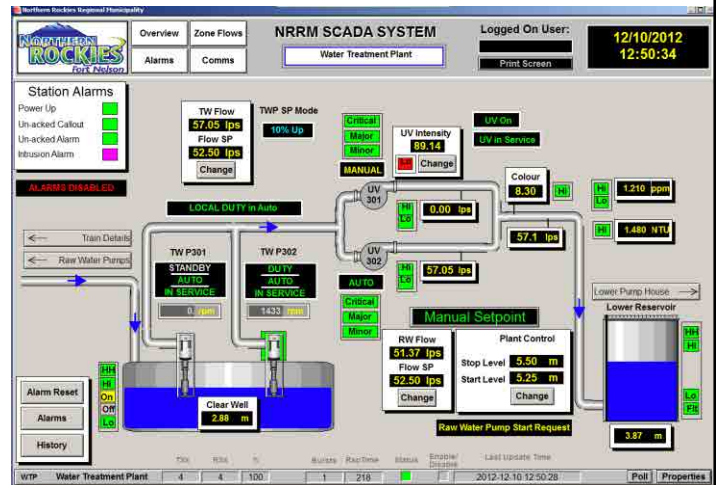 Northern Rockies Regional Municipality
NORTHERN
ROCKIES
Fort Nelson
Overview
Zone Flows
Alarms
Comms
NRRM SCADA SYSTEM
Water Treatment Plant
Logged On User:
Print Screen
12/10/2012
12:50:34
Station Alarms
Power Up
Un-acked Callout
Un-acked Alarm
Intrusion Alarm
ALARMS DISABLED
TW Flow
57.05 lps
Flow SP
52.50 lps
Change
TWP SP Mode
10% Up
Critical
Major
Minor
MANUAL
UV Intensity
89.14
Lo
Change
UV On
UV in Service
Colour
8.30
Hi
Hi
Lo
1.210 ppm
Hi
1.480 NTU
LOCAL DUTY in Auto
UV
301
Hi
Lo
0.00 lps
57.1 lps
UV
302
Hi
Lo
57.05 lps
<--- Train Details
<--- Raw Water Pumps
TW P301
STANDBY
AUTO
IN SERVICE
0. rpm
TW P302
DUTY
AUTO
IN SERVICE
1433 rpm
AUTO
Critical
Major
Minor
Manual Setpoint
RW Flow
51.37 lps
Flow SP
52.50 lps
Change
Plant Control
Stop Level 5.50 m
Start Level 5.25 m
Change
Raw Water Pump Start Request
Lower Pump House --->
Lower Reservoir
HH
Hi
Lo
Flt
3.87 m
HH
Hi
On
Off
Lo
Clear Well
2.88 m
Alarm Reset
Alarms
History
TXs RXs % Bursts RspTime Status Enable/Disable Last Update Time
WTP Water Treatment Plant 4 4 100 1 218 2012-12-10 12:50:28 Poll Properties